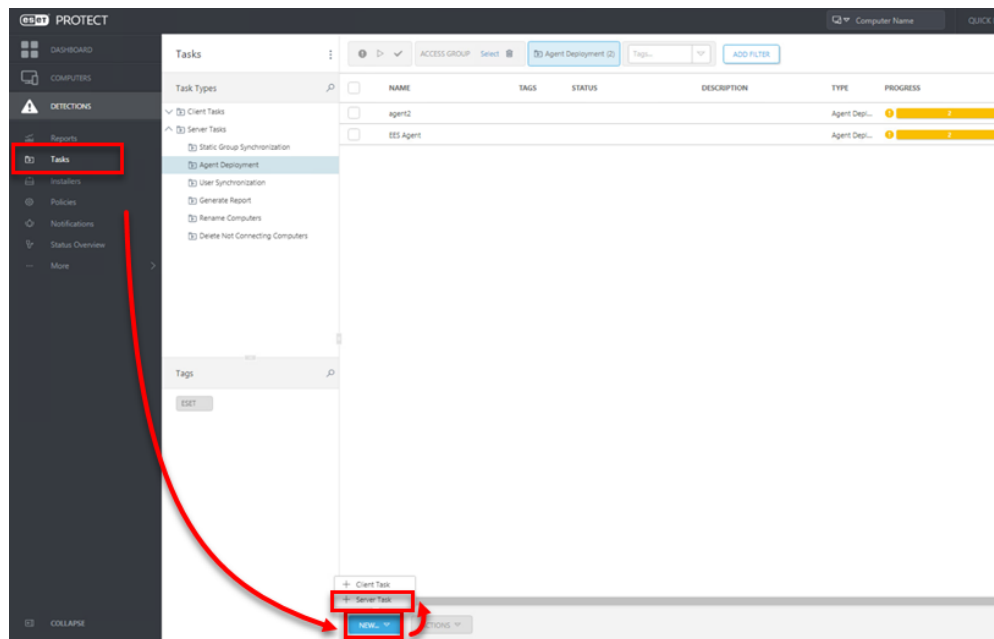 eset PROTECT
Computer Name
QUICK
DASHBOARD
COMPUTERS
DETECTIONS
Reports
Tasks
Installers
Policies
Notifications
Status Overview
More
COLLAPSE
Tasks
Task Types
Client Tasks
Server Tasks
Static Group Synchronization
Agent Deployment
User Synchronization
Generate Report
Rename Computers
Delete Not Connecting Computers
Tags
ESET
ACCESS GROUP Select
Agent Deployment (2)
Tags...
ADD FILTER
NAME TAGS STATUS DESCRIPTION TYPE PROGRESS
agent2 Agent Depl... 2
EES Agent Agent Depl... 2
Client Task
Server Task
NEW... CTIONS